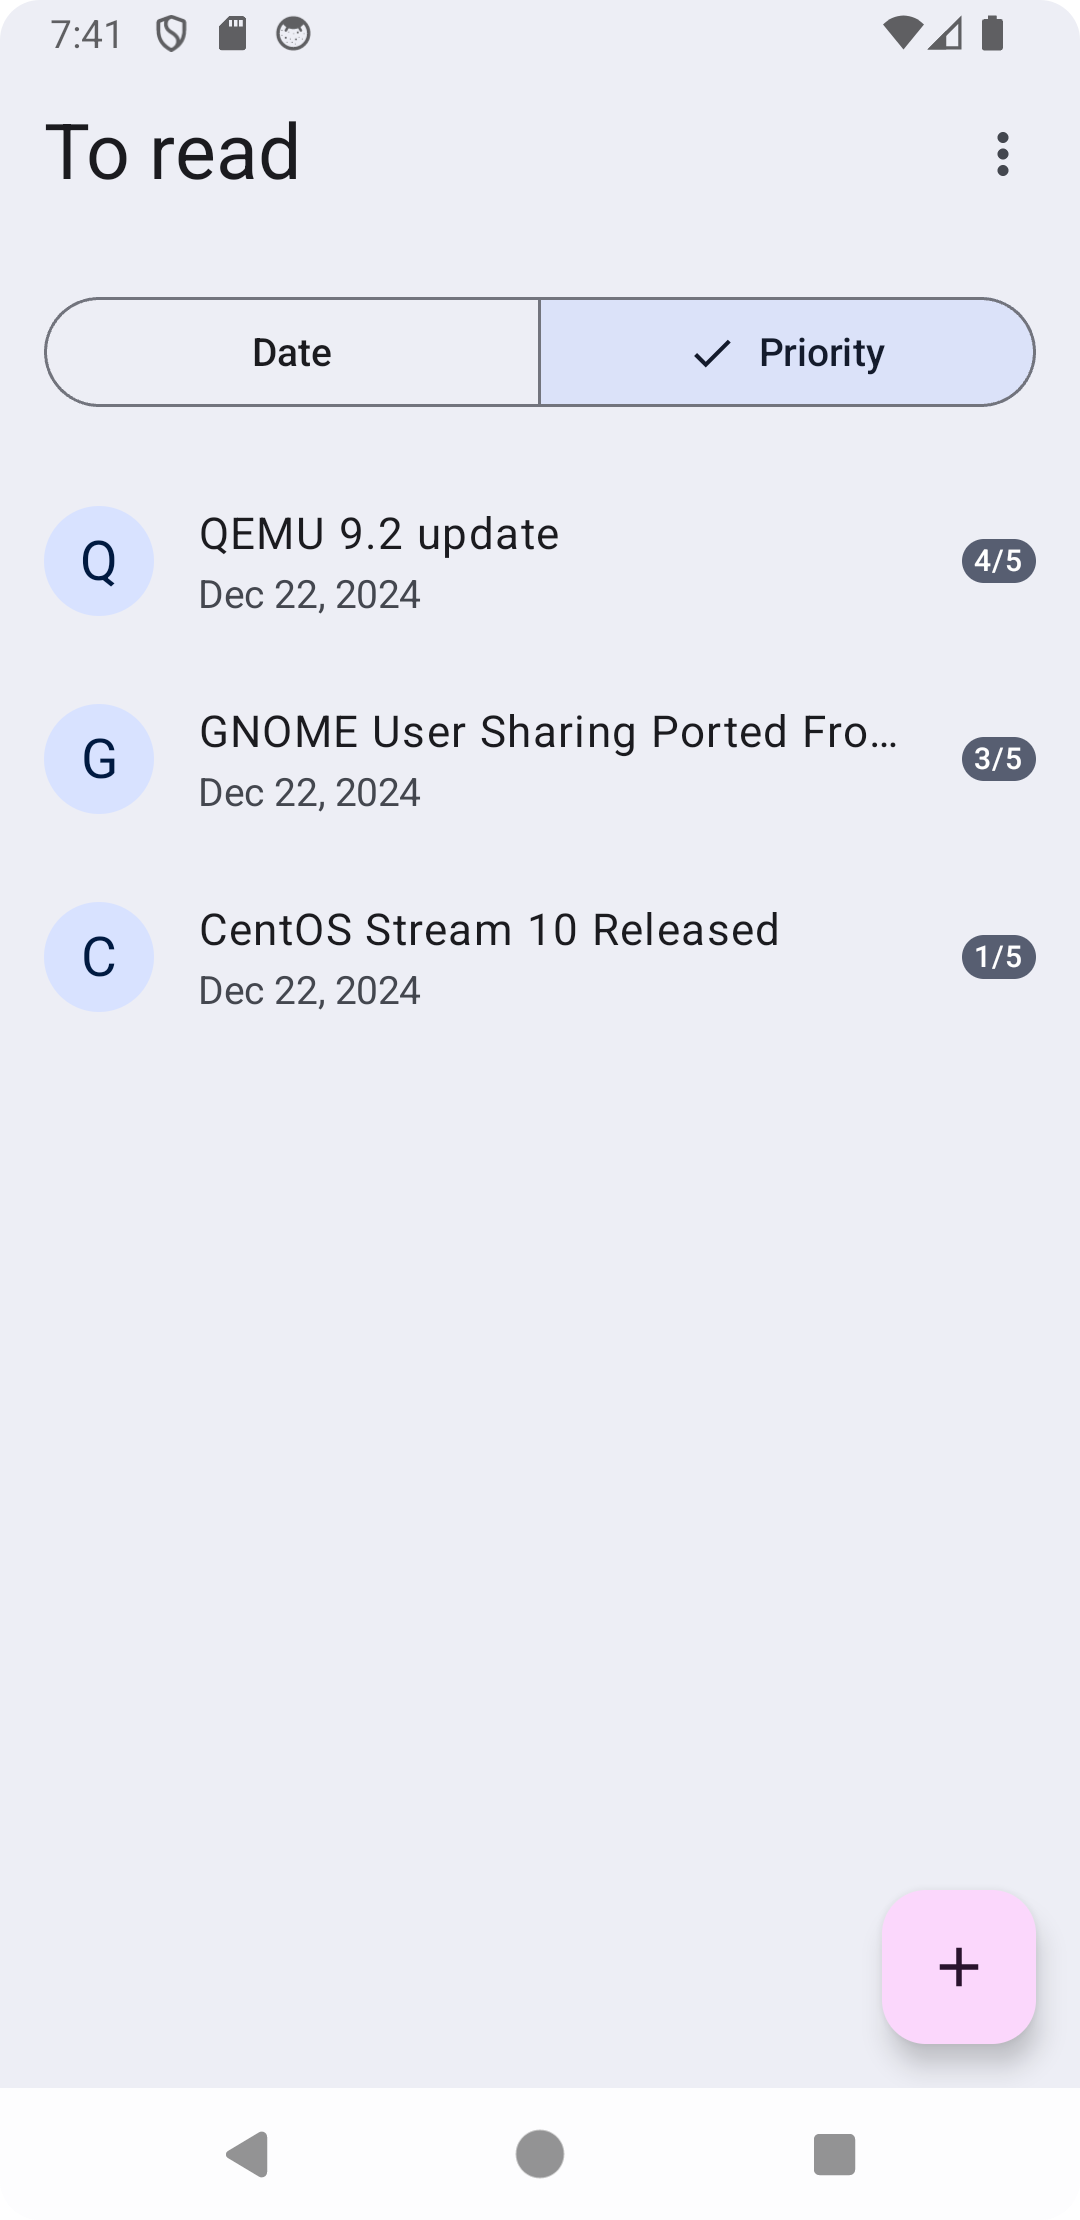 7:41
To read
Date
Priority
Q
QEMU 9.2 update
Dec 22, 2024
4/5
G
GNOME User Sharing Ported Fro...
Dec 22, 2024
3/5
C
CentOS Stream 10 Released
Dec 22, 2024
1/5